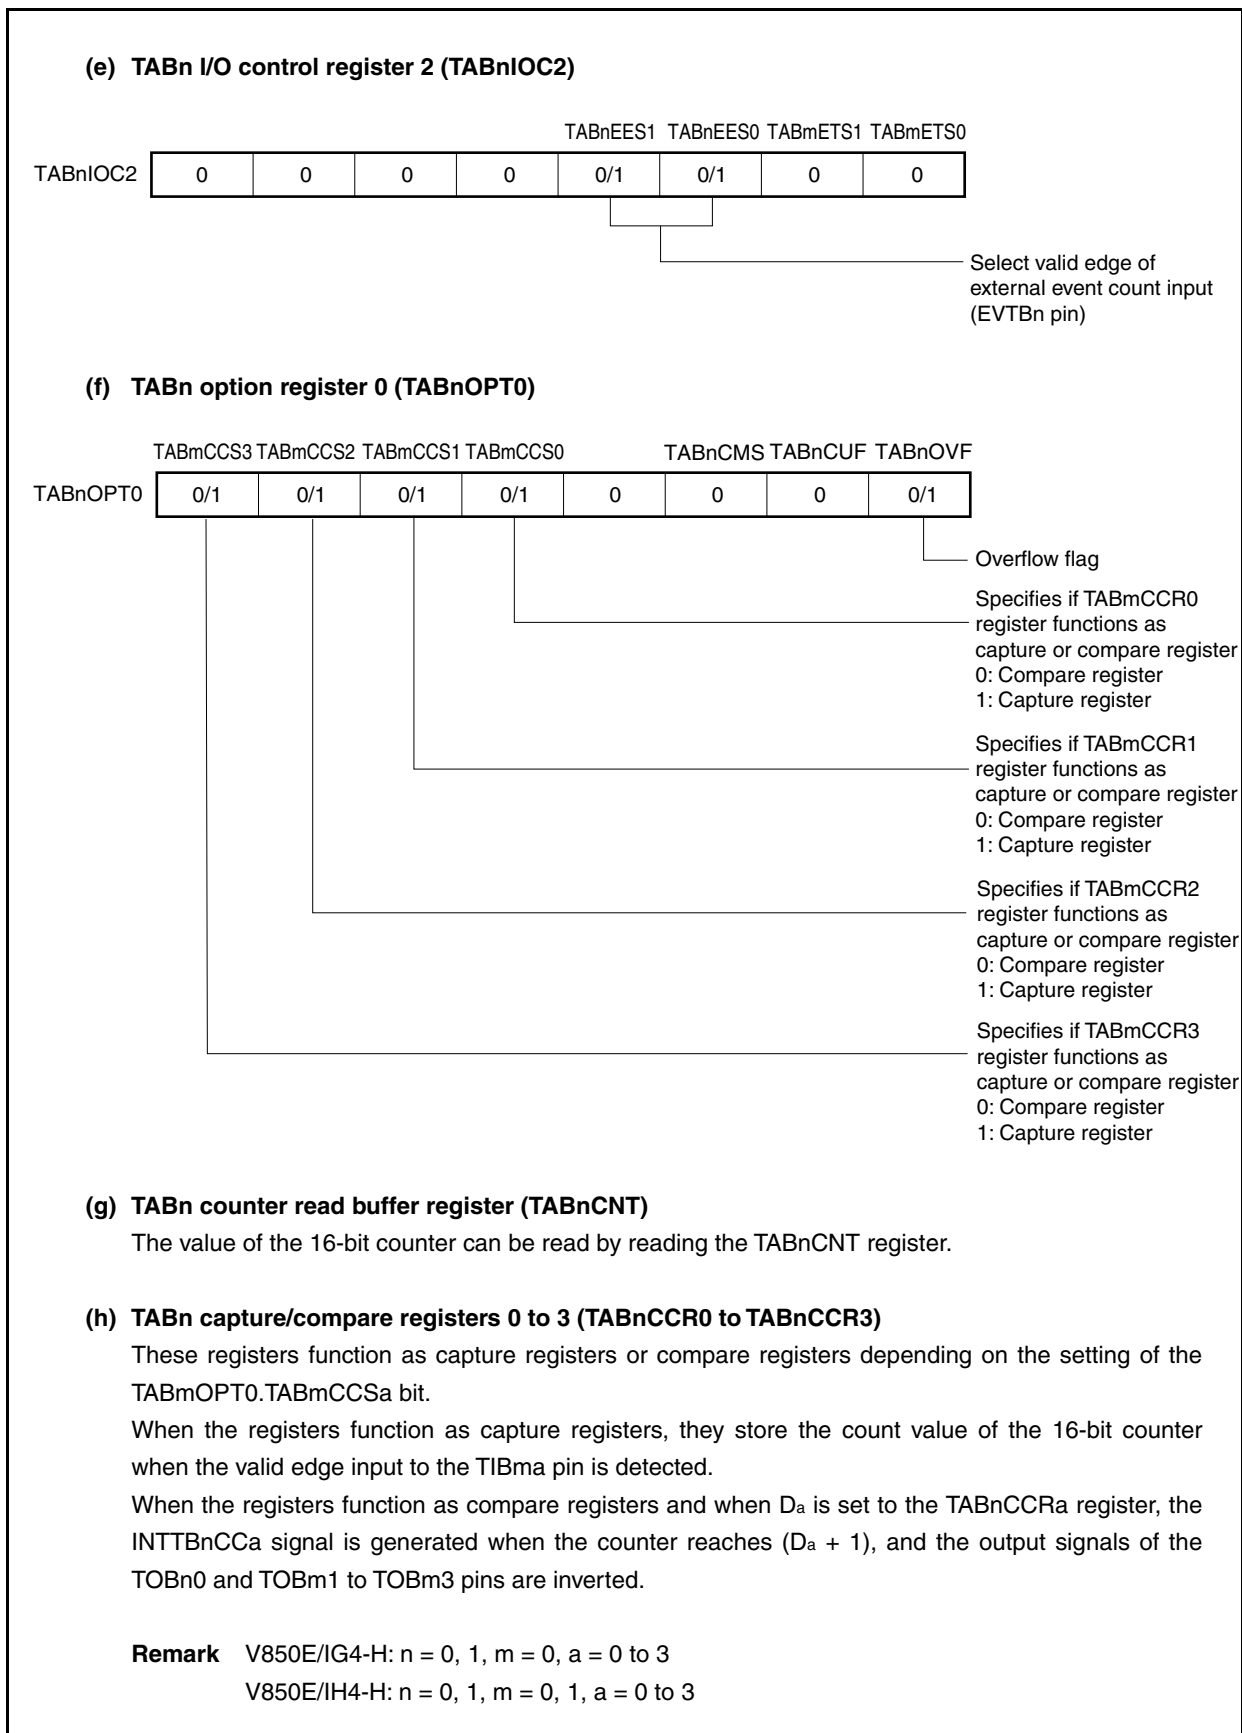 (e) TABn I/O control register 2 (TABnIOC2)
TABnEES1 TABnEES0 TABmETS1 TABmETS0
TABnIOC2 0 0 0 0 0/1 0/1 0 0
Select valid edge of
external event count input
(EVTBn pin)
(f) TABn option register 0 (TABnOPT0)
TABmCCS3 TABmCCS2 TABmCCS1 TABmCCS0 TABnCMS TABnCUF TABnOVF
TABnOPT0 0/1 0/1 0/1 0/1 0 0 0 0/1
Overflow flag
Specifies if TABmCCR0
register functions as
capture or compare register
0: Compare register
1: Capture register
Specifies if TABmCCR1
register functions as
capture or compare register
0: Compare register
1: Capture register
Specifies if TABmCCR2
register functions as
capture or compare register
0: Compare register
1: Capture register
Specifies if TABmCCR3
register functions as
capture or compare register
0: Compare register
1: Capture register
(g) TABn counter read buffer register (TABnCNT)
The value of the 16-bit counter can be read by reading the TABnCNT register.
(h) TABn capture/compare registers 0 to 3 (TABnCCR0 to TABnCCR3)
These registers function as capture registers or compare registers depending on the setting of the
TABmOPT0.TABmCCSa bit.
When the registers function as capture registers, they store the count value of the 16-bit counter
when the valid edge input to the TIBma pin is detected.
When the registers function as compare registers and when Da is set to the TABnCCRa register, the
INTTBnCCa signal is generated when the counter reaches (Da + 1), and the output signals of the
TOBn0 and TOBm1 to TOBm3 pins are inverted.
Remark V850E/IG4-H: n = 0, 1, m = 0, a = 0 to 3
V850E/IH4-H: n = 0, 1, m = 0, 1, a = 0 to 3